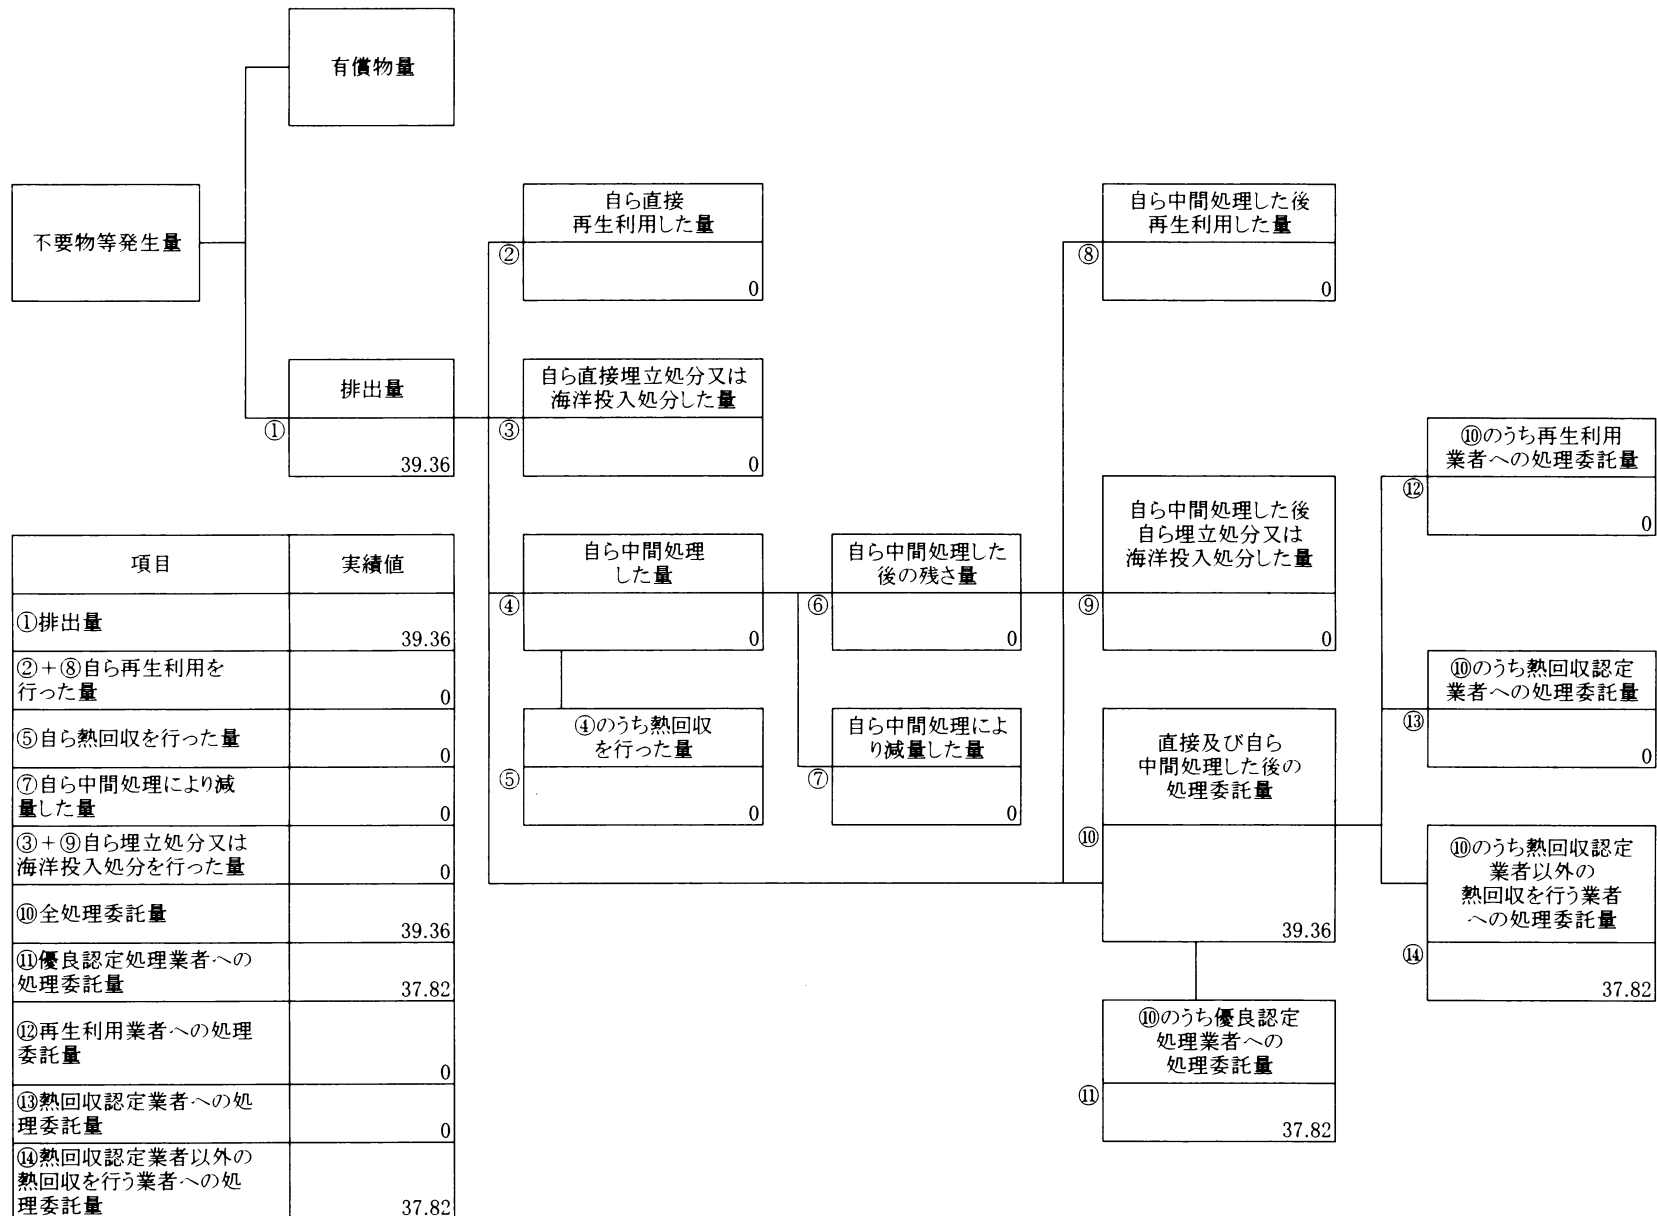 有償物量
不要物等発生量
排出量
①
39.36
自ら直接
再生利用した量
②
0
自ら直接埋立処分又は
海洋投入処分した量
③
0
自ら中間処理
した量
④
0
④のうち熱回収
を行った量
⑤
0
自ら中間処理した
後の残さ量
⑥
0
自ら中間処理によ
り減量した量
⑦
0
自ら中間処理した後
再生利用した量
⑧
0
自ら中間処理した後
自ら埋立処分又は
海洋投入処分した量
⑨
0
直接及び自ら
中間処理した後の
処理委託量
⑩
39.36
⑩のうち優良認定
処理業者への
処理委託量
⑪
37.82
⑩のうち再生利用
業者への処理委託量
⑫
0
⑩のうち熱回収認定
業者への処理委託量
⑬
0
⑩のうち熱回収認定
業者以外の
熱回収を行う業者
への処理委託量
⑭
37.82
項目 実績値
①排出量
39.36
②+⑧自ら再生利用を
行った量
0
⑤自ら熱回収を行った量
0
⑦自ら中間処理により減
量した量
0
③+⑨自ら埋立処分又は
海洋投入処分を行った量
0
⑩全処理委託量
39.36
⑪優良認定処理業者への
処理委託量
37.82
⑫再生利用業者への処理
委託量
0
⑬熱回収認定業者への処
理委託量
0
⑭熱回収認定業者以外の
熱回収を行う業者への処
理委託量
37.82